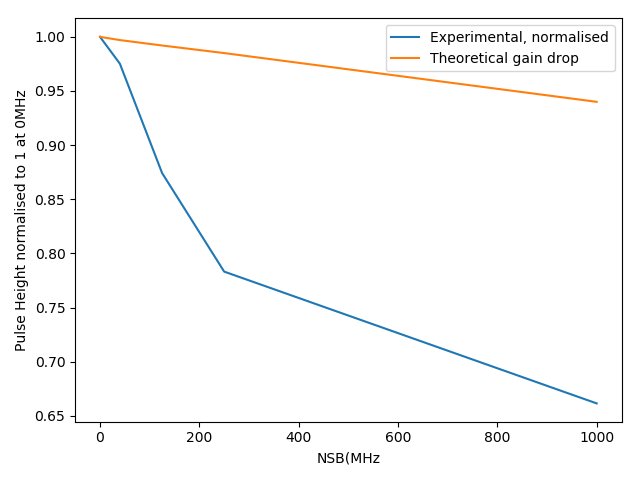 Experimental, normalised
Theoretical gain drop
Pulse Height normalised to 1 at 0MHz
1.00
0.95
0.90
0.85
0.80
0.75
0.70
0.65
0 200 400 600 800 1000
NSB(MHz